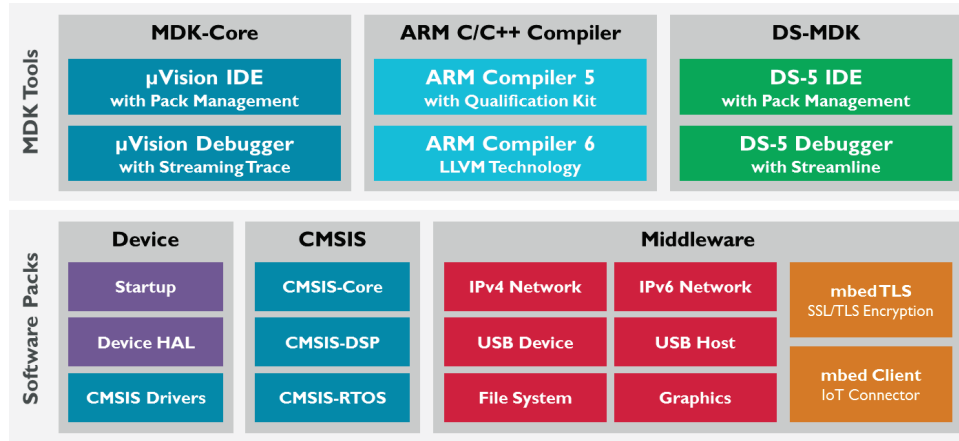 MDK Tools
MDK-Core
µVision IDE
with Pack Management
µVision Debugger
with Streaming Trace
ARM C/C++ Compiler
ARM Compiler 5
with Qualification Kit
ARM Compiler 6
LLVM Technology
DS-MDK
DS-5 IDE
with Pack Management
DS-5 Debugger
with Streamline
Software Packs
Device
Startup
Device HAL
CMSIS Drivers
CMSIS
CMSIS-Core
CMSIS-DSP
CMSIS-RTOS
Middleware
IPv4 Network
IPv6 Network
USB Device
USB Host
File System
Graphics
mbed TLS
SSL/TLS Encryption
mbed Client
IoT Connector